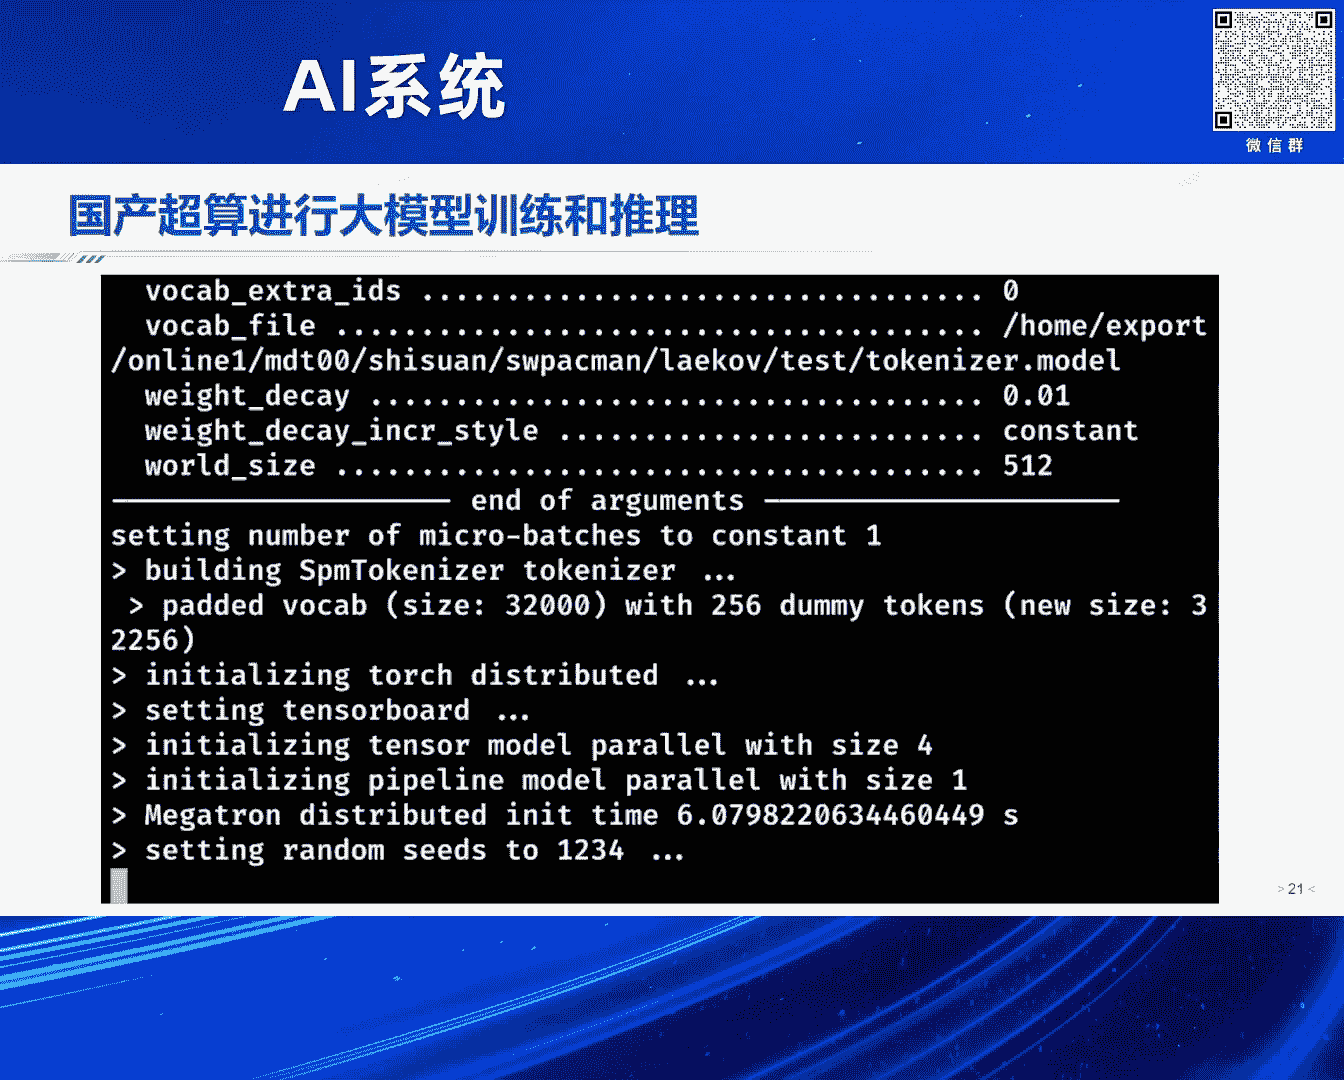 AI系统
微信群
国产超算进行大模型训练和推理
vocab_extra_ids ................................. 0
vocab_file ...................................... /home/export
/online1/mdt00/shisuan/swpacman/laekov/test/tokenizer.model
weight_decay .................................... 0.01
weight_decay_incr_style ......................... constant
world_size ...................................... 512
-------------------- end of arguments ---------------------
setting number of micro-batches to constant 1
> building SpmTokenizer tokenizer ...
> padded vocab (size: 32000) with 256 dummy tokens (new size: 3
2256)
> initializing torch distributed ...
> setting tensorboard ...
> initializing tensor model parallel with size 4
> initializing pipeline model parallel with size 1
> Megatron distributed init time 6.0798220634460449 s
> setting random seeds to 1234 ...
> 21 <